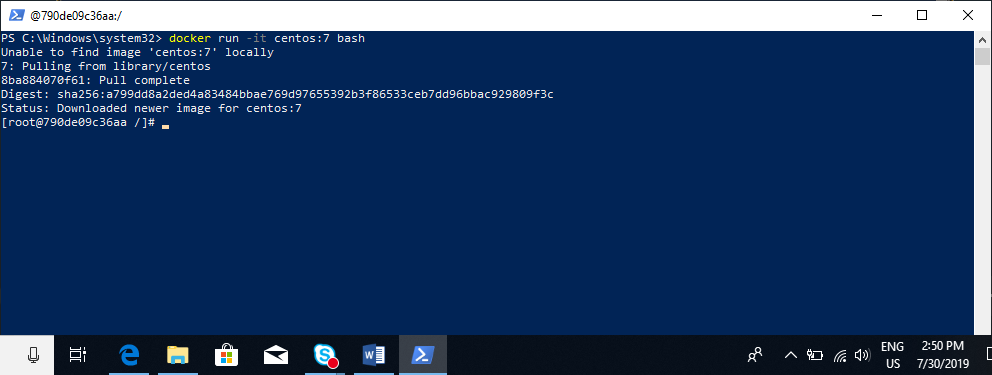 @790de09c36aa:/
PS C:\Windows\system32> docker run -it centos:7 bash
Unable to find image 'centos:7' locally
7: Pulling from library/centos
8ba884070f61: Pull complete
Digest: sha256:a799dd8a2ded4a83484bbae769d97655392b3f86533ceb7dd96bbac929809f3c
Status: Downloaded newer image for centos:7
[root@790de09c36aa /]#
ENG
US
2:50 PM
7/30/2019